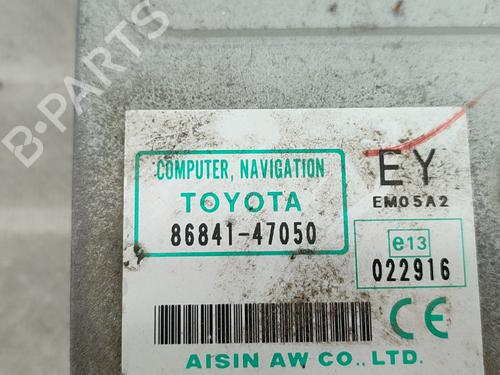 B-PARTS
COMPUTER, NAVIGATION
TOYOTA
86841-47050
EY
EM05A2
e13
022916
CE
AISIN AW CO., LTD.